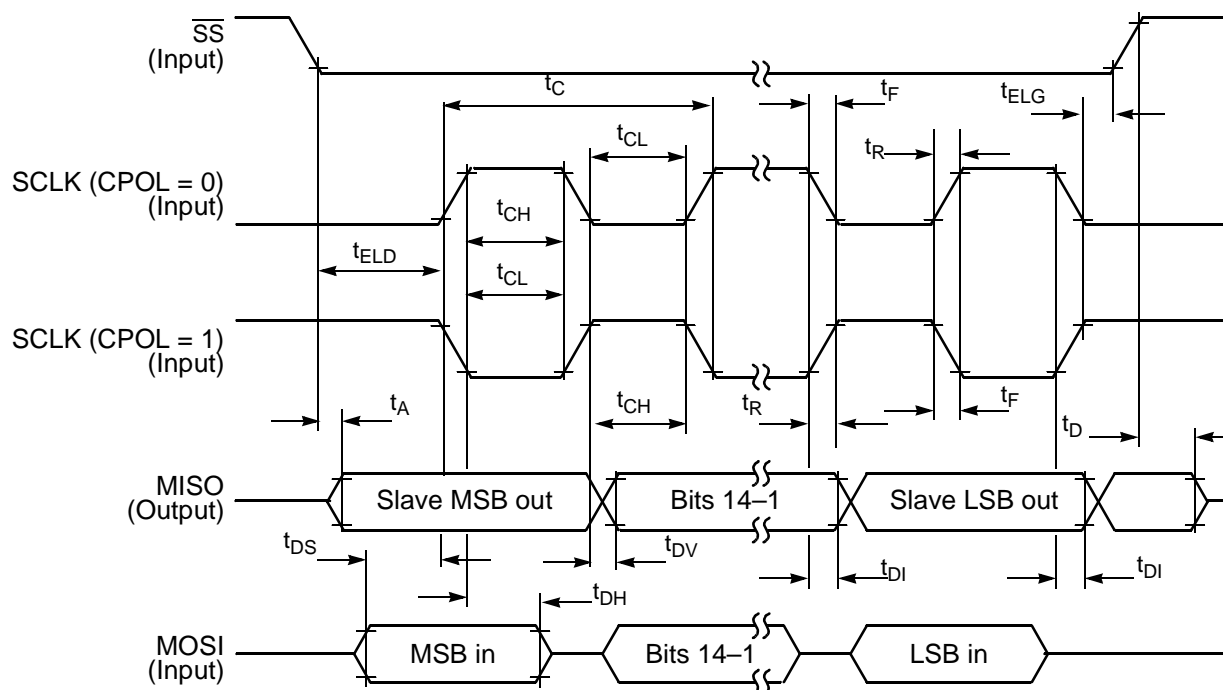 SS
(Input)
tC
tF
tELG
tCL
tR
SCLK (CPOL = 0)
(Input)
tCH
tELD
tCL
SCLK (CPOL = 1)
(Input)
tA
tCH
tR
tF
tD
MISO
(Output)
Slave MSB out
Bits 14–1
Slave LSB out
tDS
tDV
tDI
tDI
tDH
MOSI
(Input)
MSB in
Bits 14–1
LSB in